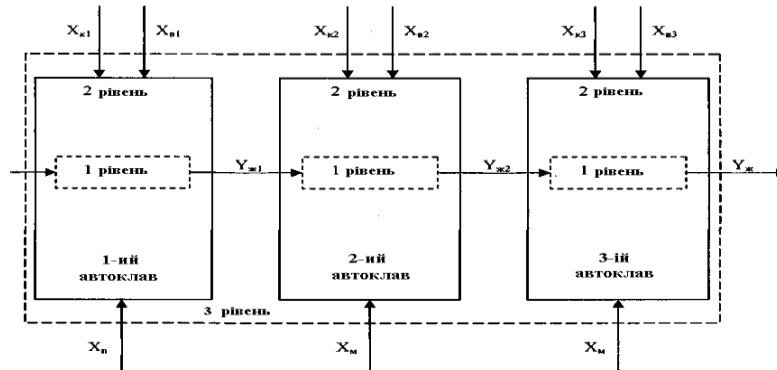 Xк1 Xв1 Xк2 Xв2 Xк3 Xв3
2 рівень 2 рівень 2 рівень
1 рівень Yж1 1 рівень Yж2 1 рівень Yж
1-ий автоклав
2-ий автоклав
3-ій автоклав
3 рівень
Xп Xм Xм